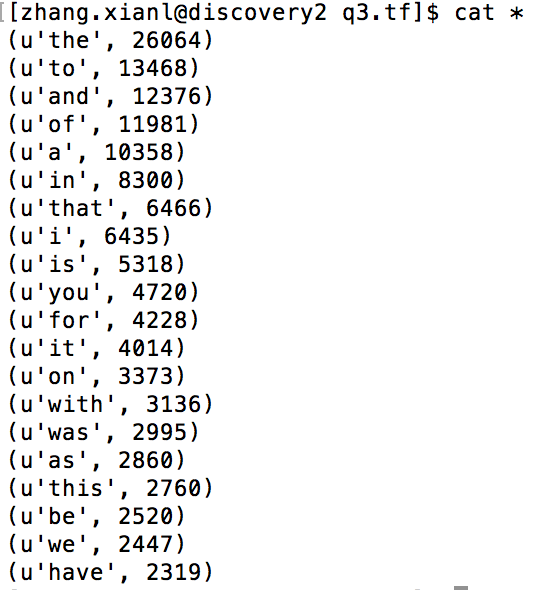 [[zhang.xianl@discovery2 q3.tf]$ cat *
(u'the', 26064)
(u'to', 13468)
(u'and', 12376)
(u'of', 11981)
(u'a', 10358)
(u'in', 8300)
(u'that', 6466)
(u'i', 6435)
(u'is', 5318)
(u'you', 4720)
(u'for', 4228)
(u'it', 4014)
(u'on', 3373)
(u'with', 3136)
(u'was', 2995)
(u'as', 2860)
(u'this', 2760)
(u'be', 2520)
(u'we', 2447)
(u'have', 2319)